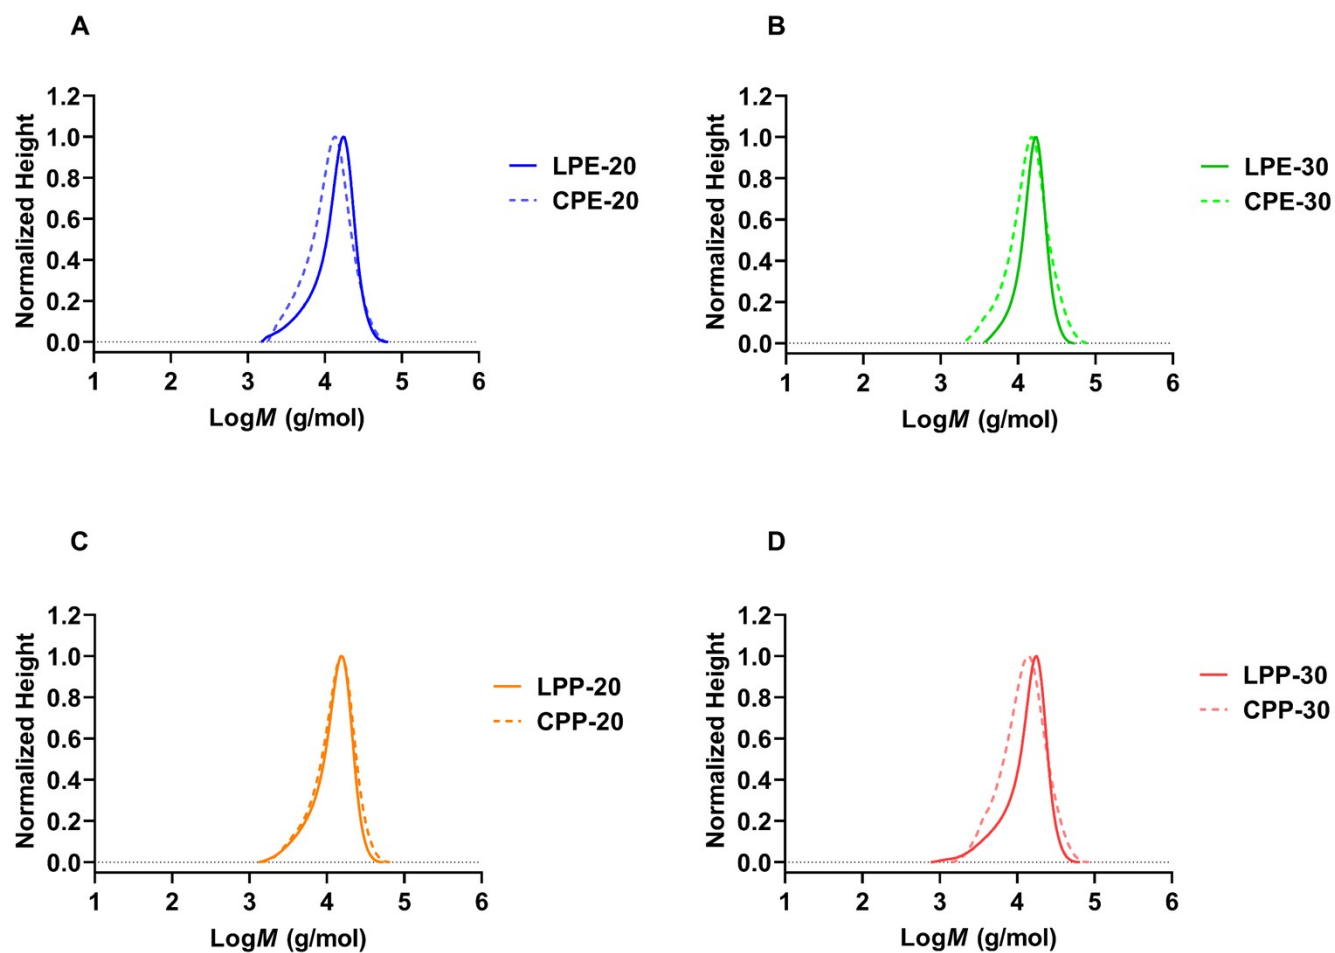 A
Normalized Height
1.2
1.0
0.8
0.6
0.4
0.2
0.0
1 2 3 4 5 6
LogM (g/mol)
LPE-20
CPE-20
B
Normalized Height
1.2
1.0
0.8
0.6
0.4
0.2
0.0
1 2 3 4 5 6
LogM (g/mol)
LPE-30
CPE-30
C
Normalized Height
1.2
1.0
0.8
0.6
0.4
0.2
0.0
1 2 3 4 5 6
LogM (g/mol)
LPP-20
CPP-20
D
Normalized Height
1.2
1.0
0.8
0.6
0.4
0.2
0.0
1 2 3 4 5 6
LogM (g/mol)
LPP-30
CPP-30